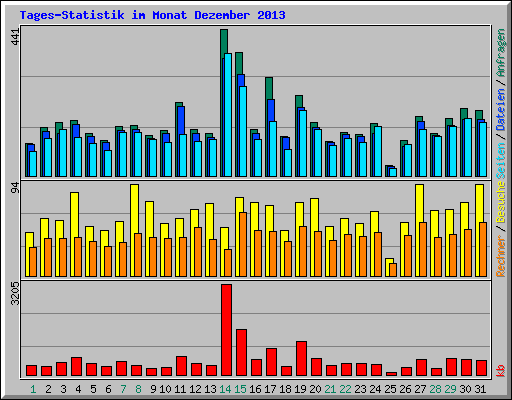 Tages-Statistik im Monat Dezember 2013
441
94
3205
Rechner / Besuche Seiten / Dateien / Anfragen
kb
1 2 3 4 5 6 7 8 9 10 11 12 13 14 15 16 17 18 19 20 21 22 23 24 25 26 27 28 29 30 31